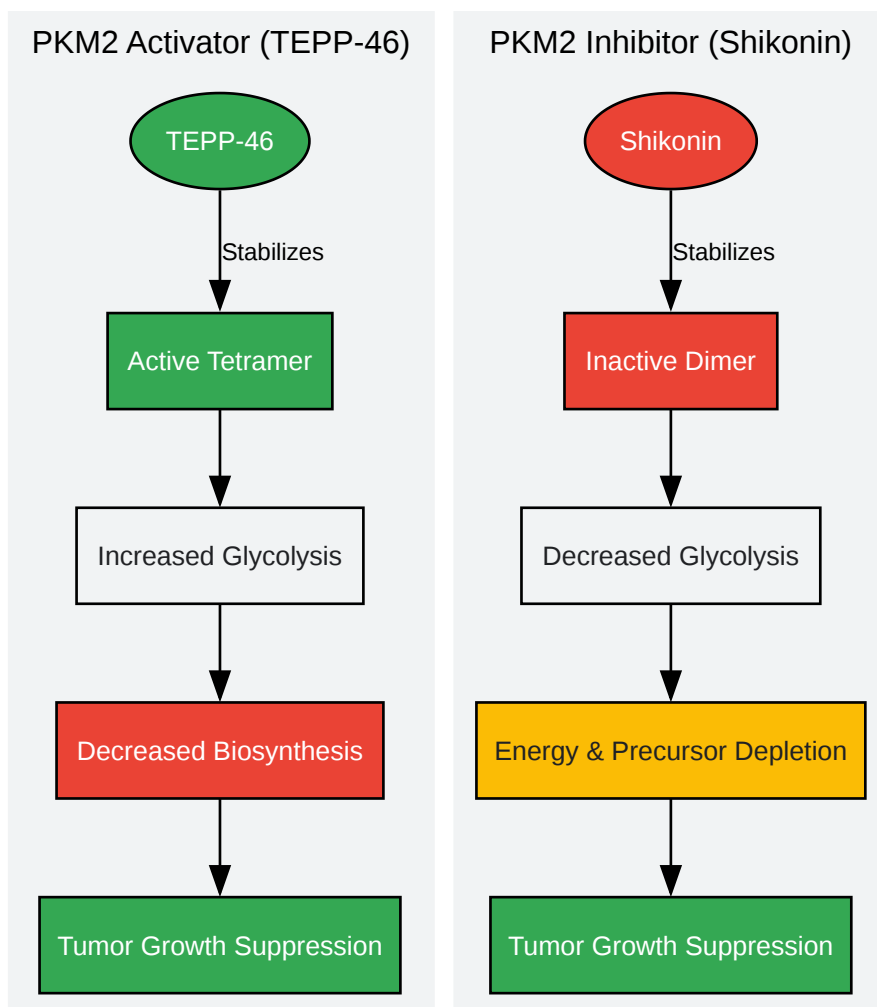 PKM2 Activator (TEPP-46)
TEPP-46
Stabilizes
Active Tetramer
Increased Glycolysis
Decreased Biosynthesis
Tumor Growth Suppression
PKM2 Inhibitor (Shikonin)
Shikonin
Stabilizes
Inactive Dimer
Decreased Glycolysis
Energy & Precursor Depletion
Tumor Growth Suppression